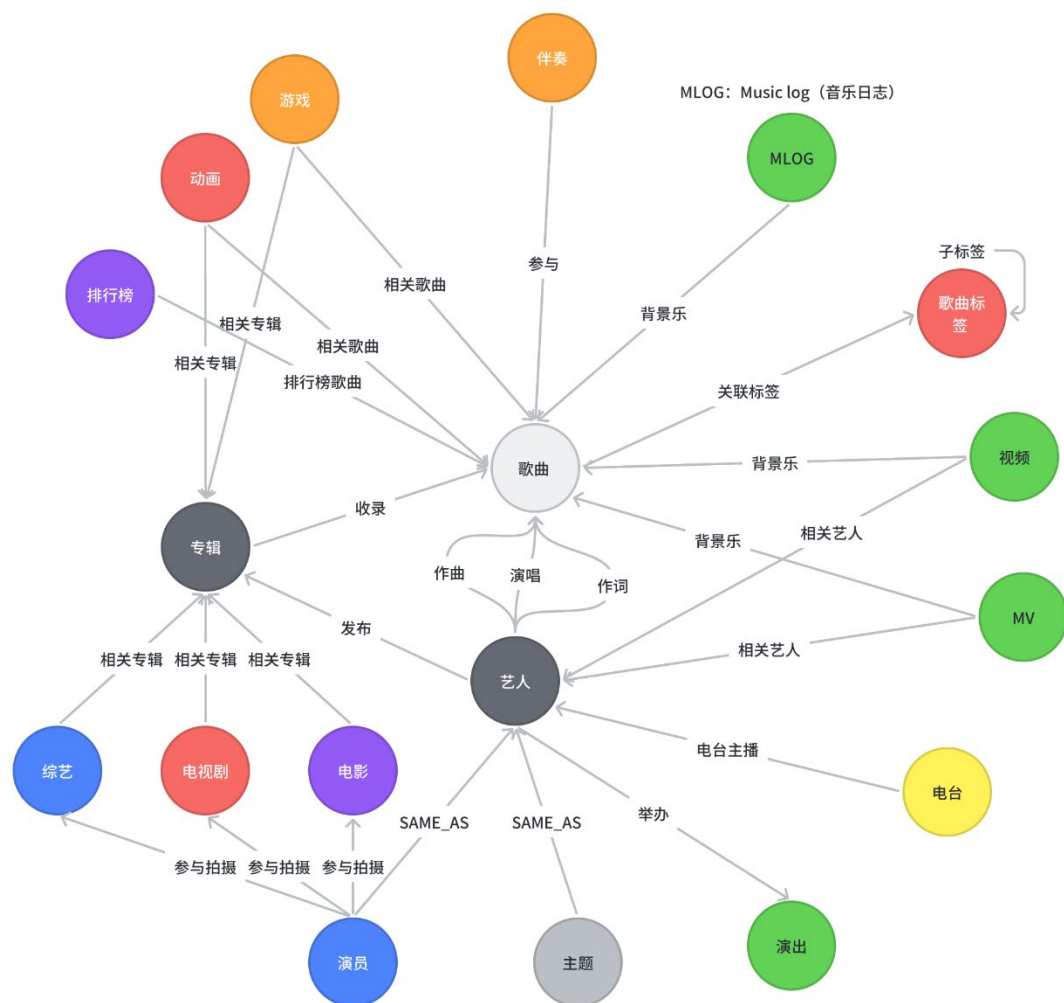 伴奏
游戏
MLOG：Music log（音乐日志）
MLOG
动画
子标签
参与
相关歌曲
排行榜
歌曲标
签
背景乐
相关专辑
相关歌曲
相关专辑
排行榜歌曲
关联标签
歌曲
背景乐
视频
收录
相关艺人
背景乐
专辑
作曲
演唱
作词
MV
发布
相关艺人
相关专辑
相关专辑
相关专辑
艺人
电台主播
综艺
电视剧
电影
电台
SAME_AS
SAME_AS
举办
参与拍摄
参与拍摄
参与拍摄
演出
演员
主题